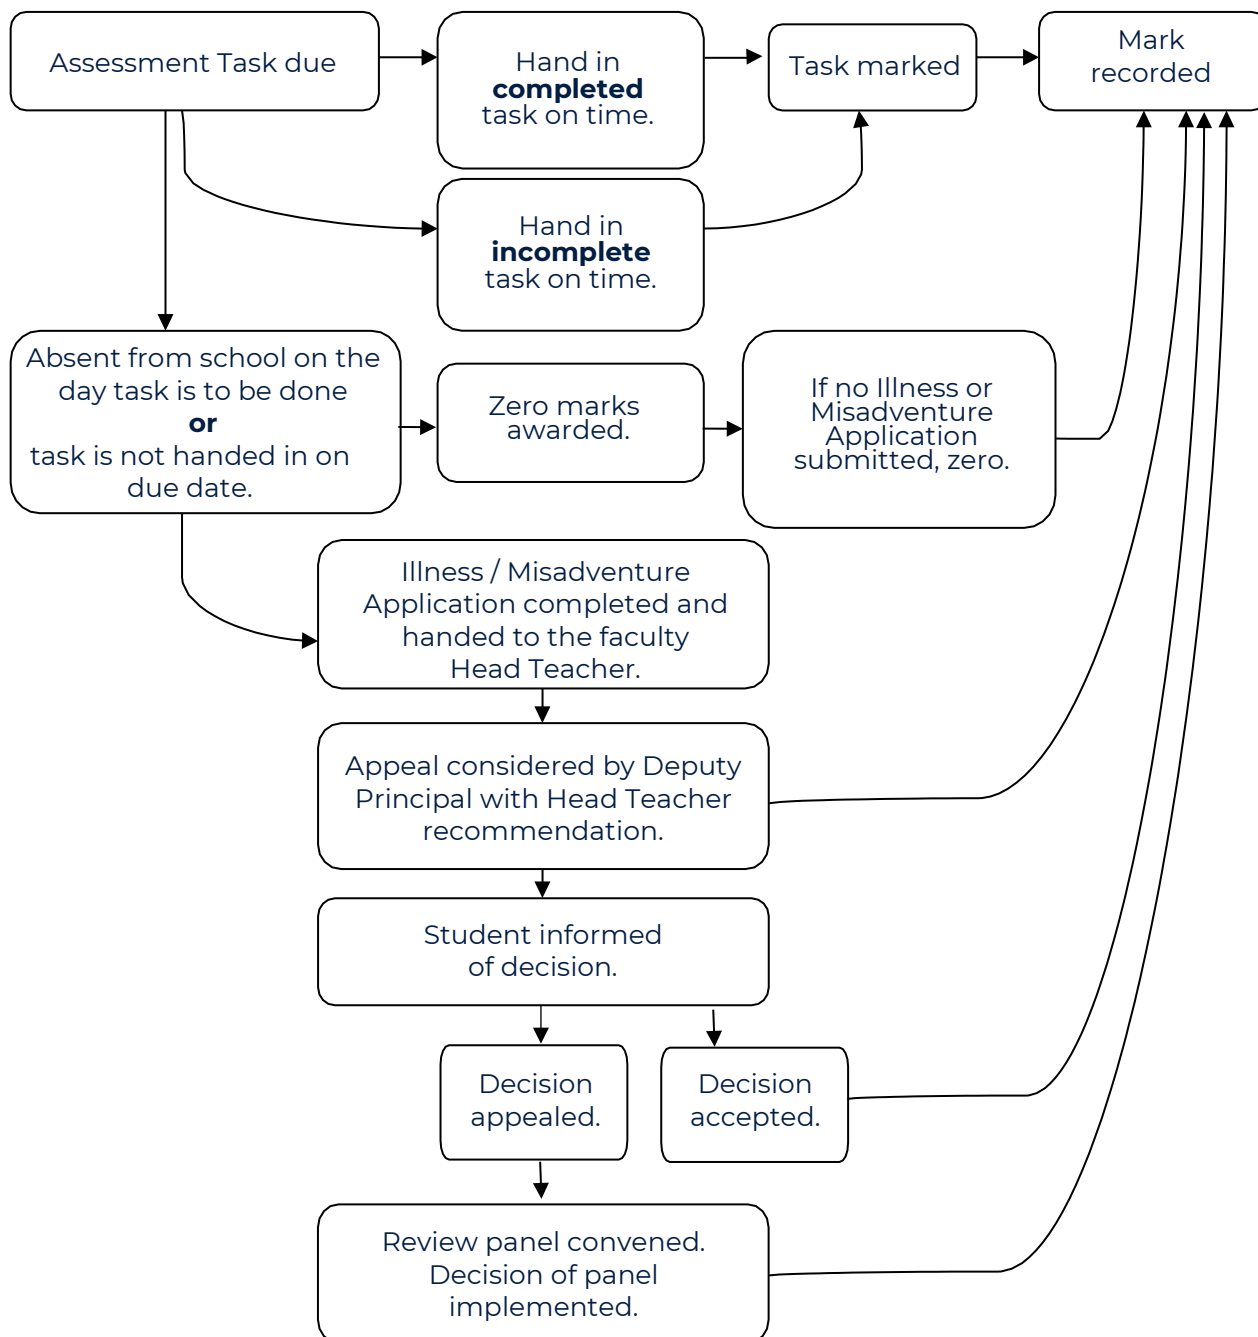 Assessment Task due
Hand in
completed
task on time.
Task marked
Mark
recorded
Hand in
incomplete
task on time.
Absent from school on the
day task is to be done
or
task is not handed in on
due date.
Zero marks
awarded.
If no Illness or
Misadventure
Application
submitted, zero.
Illness / Misadventure
Application completed and
handed to the faculty
Head Teacher.
Appeal considered by Deputy
Principal with Head Teacher
recommendation.
Student informed
of decision.
Decision
appealed.
Decision
accepted.
Review panel convened.
Decision of panel
implemented.